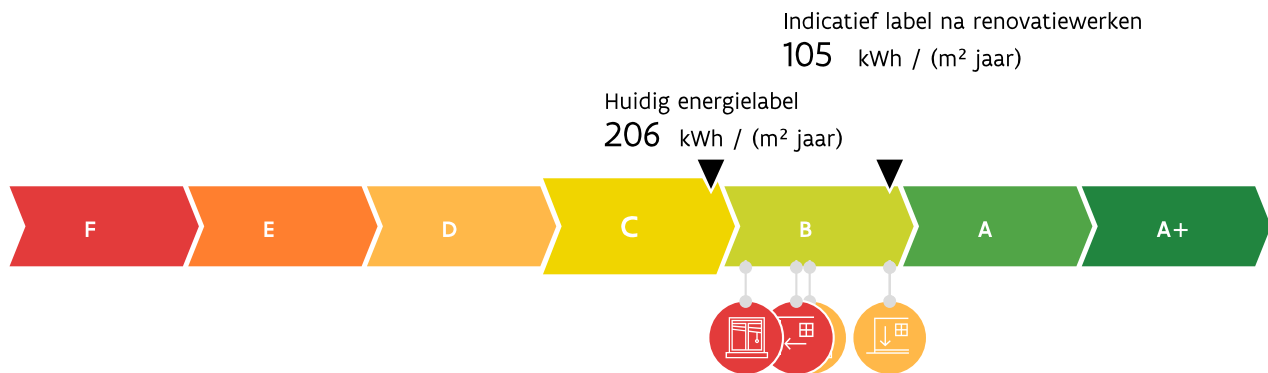 Indicatief label na renovatiewerken
105 kWh / (m² jaar)
Huidig energielabel
206 kWh / (m² jaar)
F E D C B A A+